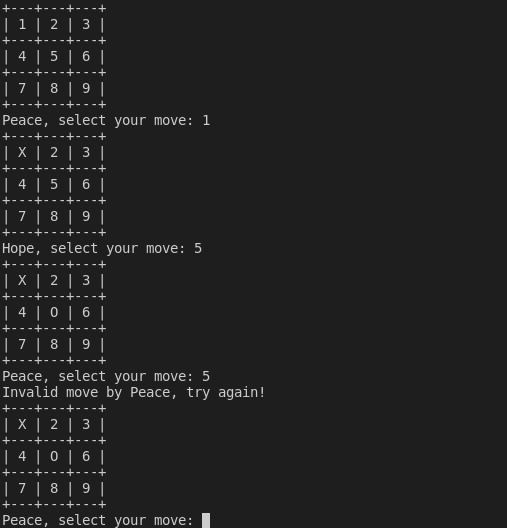 +---+---+---+
| 1 | 2 | 3 |
+---+---+---+
| 4 | 5 | 6 |
+---+---+---+
| 7 | 8 | 9 |
+---+---+---+
Peace, select your move: 1
+---+---+---+
| X | 2 | 3 |
+---+---+---+
| 4 | 5 | 6 |
+---+---+---+
| 7 | 8 | 9 |
+---+---+---+
Hope, select your move: 5
+---+---+---+
| X | 2 | 3 |
+---+---+---+
| 4 | O | 6 |
+---+---+---+
| 7 | 8 | 9 |
+---+---+---+
Peace, select your move: 5
Invalid move by Peace, try again!
+---+---+---+
| X | 2 | 3 |
+---+---+---+
| 4 | O | 6 |
+---+---+---+
| 7 | 8 | 9 |
+---+---+---+
Peace, select your move: